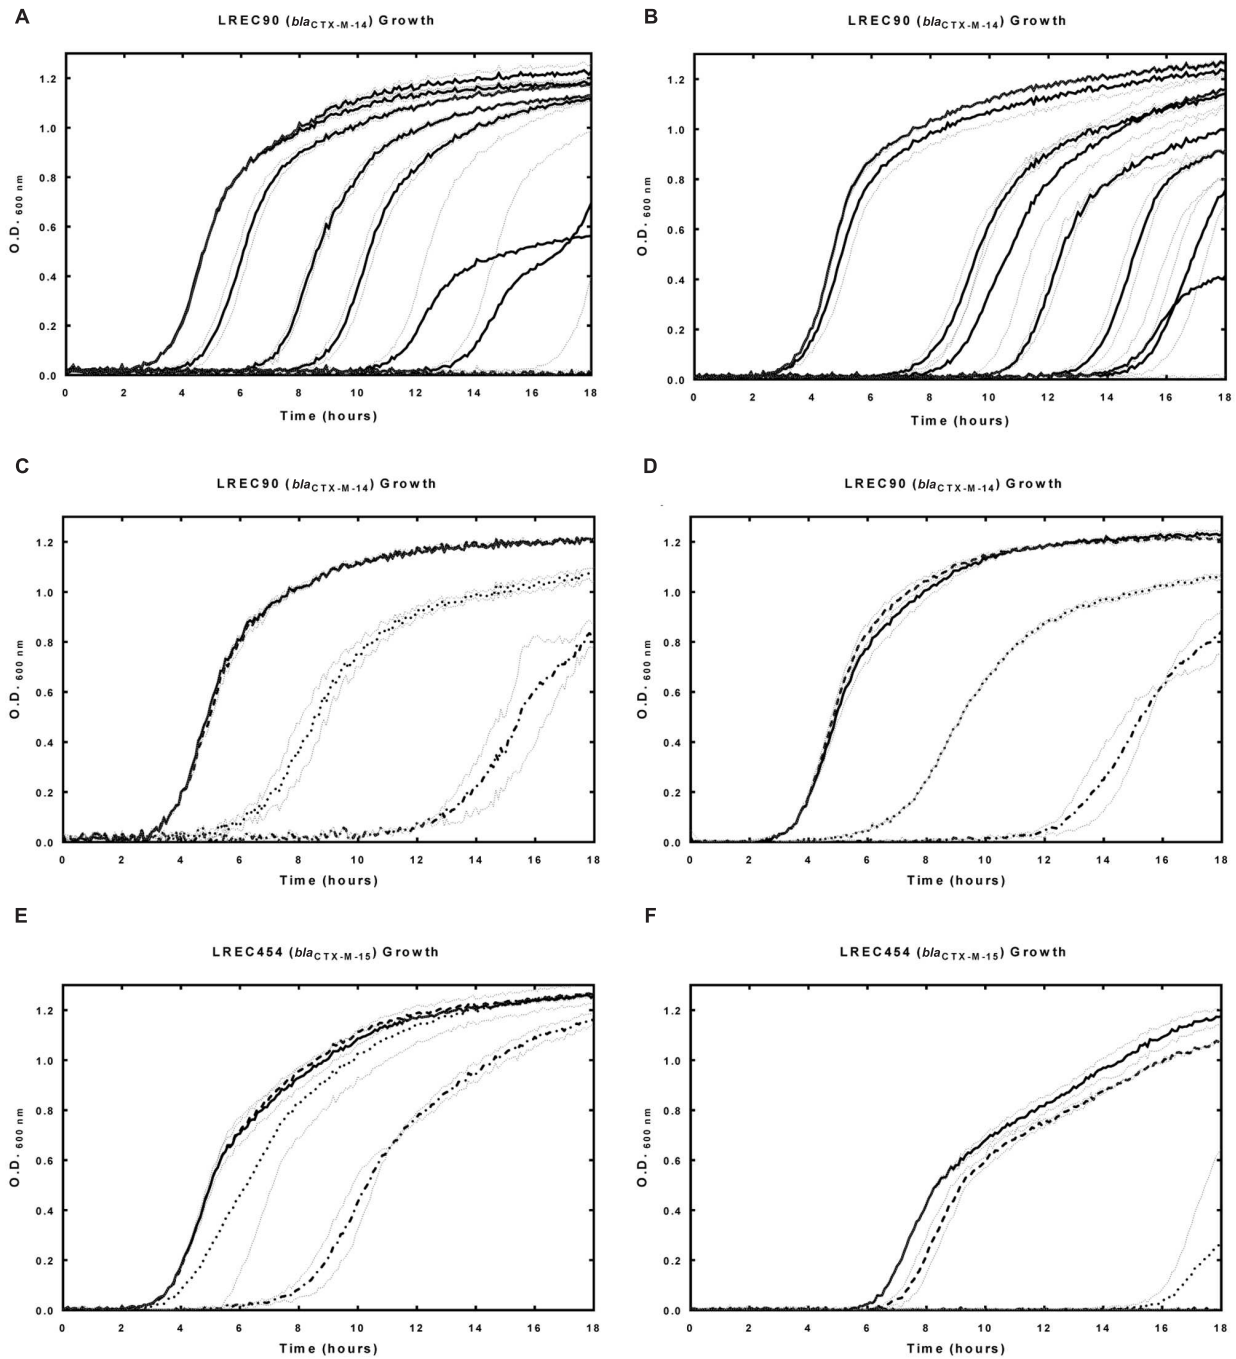 A
LREC90 (blaCTX-M-14) Growth
O.D. 600 nm
1.2
1.0
0.8
0.6
0.4
0.2
0.0
0 2 4 6 8 10 12 14 16 18
Time (hours)
B
LREC90 (blaCTX-M-14) Growth
O.D. 600 nm
1.2
1.0
0.8
0.6
0.4
0.2
0.0
0 2 4 6 8 10 12 14 16 18
Time (hours)
C
LREC90 (blaCTX-M-14) Growth
O.D. 600 nm
1.2
1.0
0.8
0.6
0.4
0.2
0.0
0 2 4 6 8 10 12 14 16 18
Time (hours)
D
LREC90 (blaCTX-M-14) Growth
O.D. 600 nm
1.2
1.0
0.8
0.6
0.4
0.2
0.0
0 2 4 6 8 10 12 14 16 18
Time (hours)
E
LREC454 (blaCTX-M-15) Growth
O.D. 600 nm
1.2
1.0
0.8
0.6
0.4
0.2
0.0
0 2 4 6 8 10 12 14 16 18
Time (hours)
F
LREC454 (blaCTX-M-15) Growth
O.D. 600 nm
1.2
1.0
0.8
0.6
0.4
0.2
0.0
0 2 4 6 8 10 12 14 16 18
Time (hours)